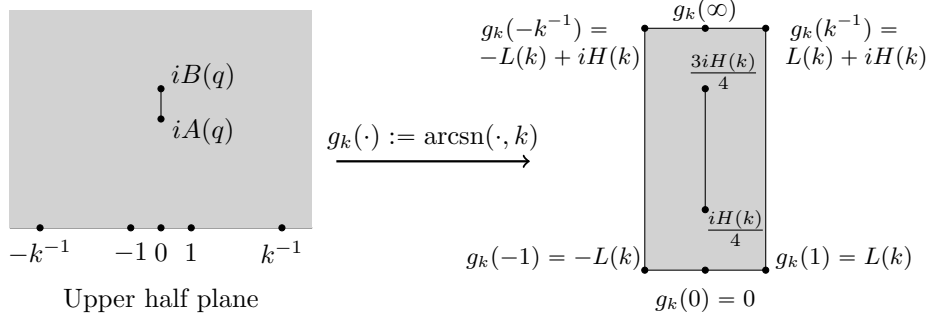 iB(q)
iA(q)
−k⁻¹
−1
0
1
k⁻¹
Upper half plane
g_k(·) := arcsn(·, k)
g_k(∞)
g_k(−k⁻¹) =
−L(k) + iH(k)
g_k(k⁻¹) =
L(k) + iH(k)
3iH(k)/4
iH(k)/4
g_k(−1) = −L(k)
g_k(1) = L(k)
g_k(0) = 0